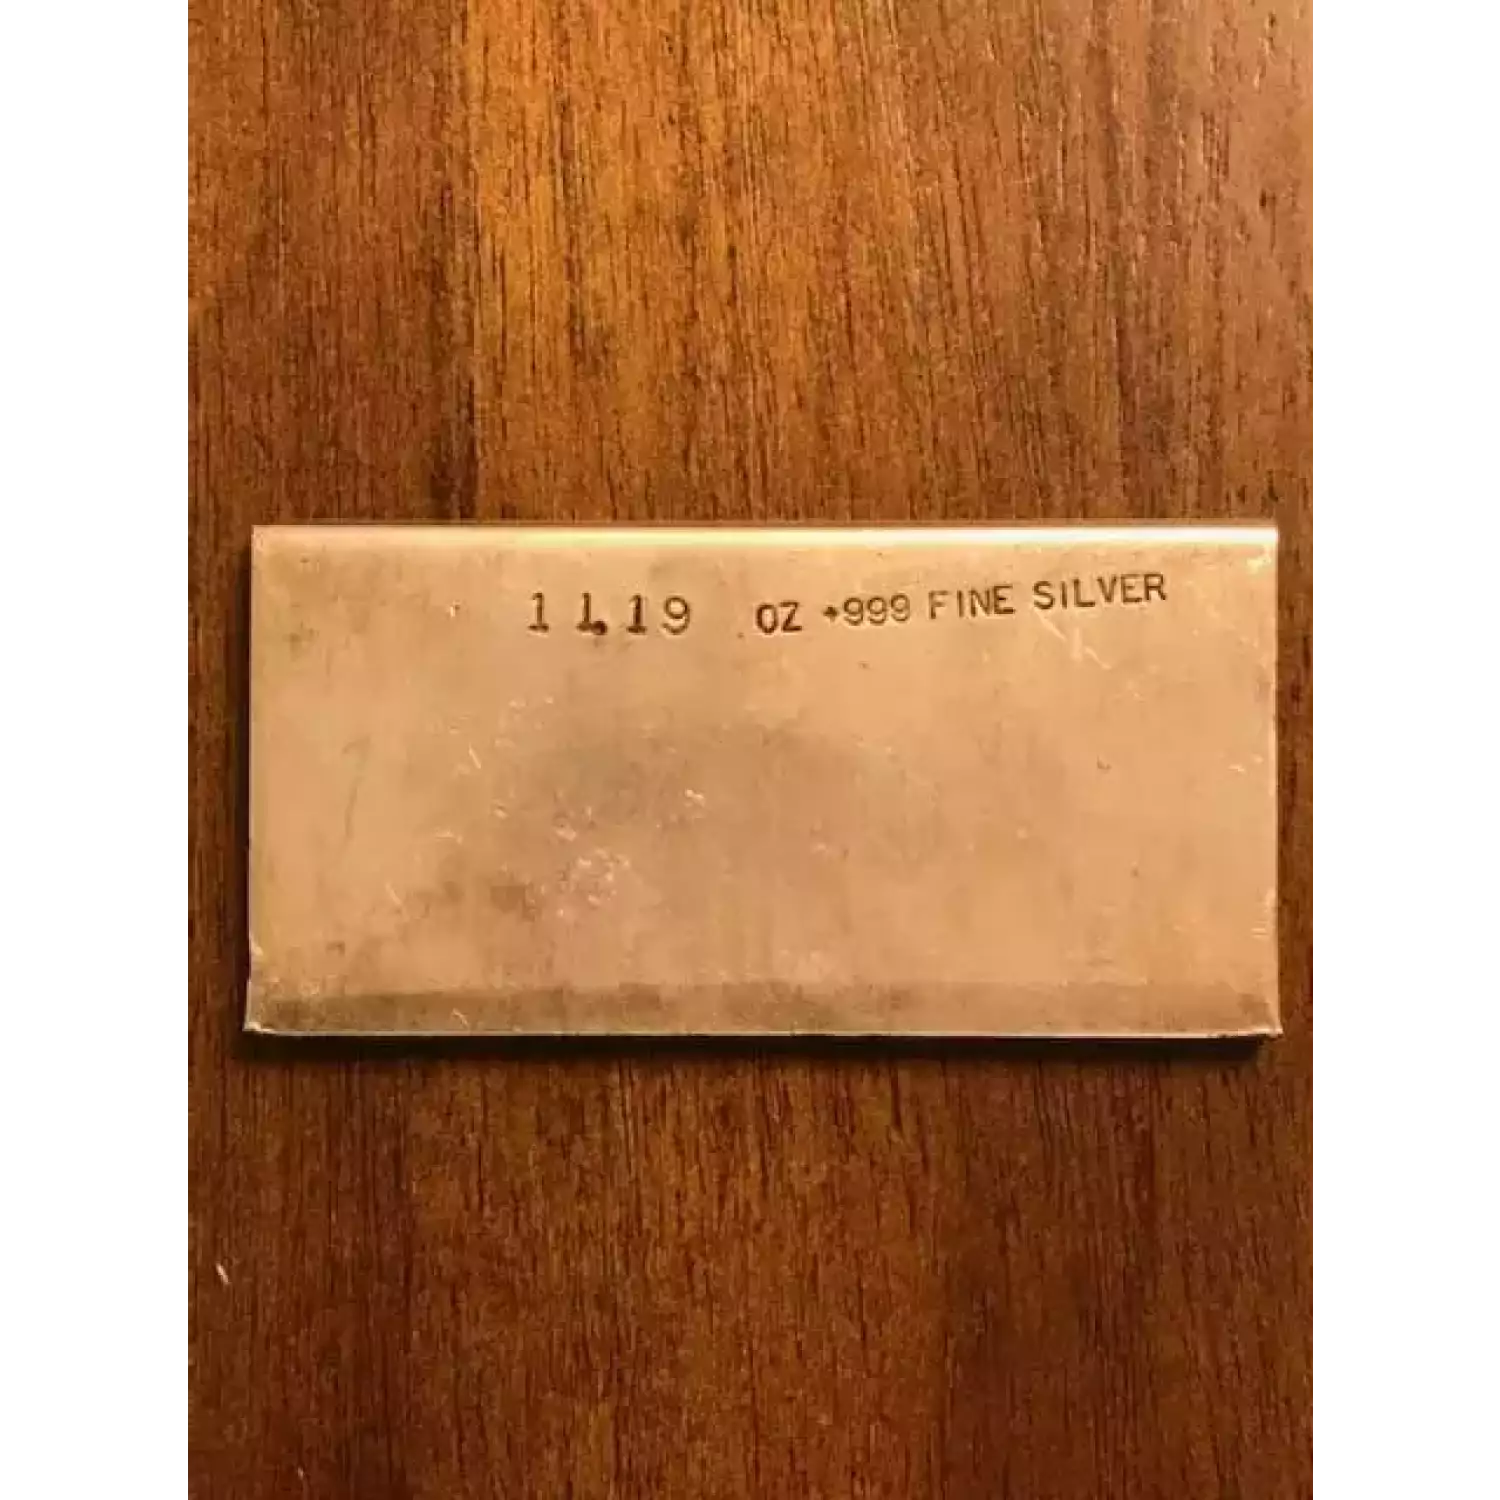 11.19 OZ .999 FINE SILVER